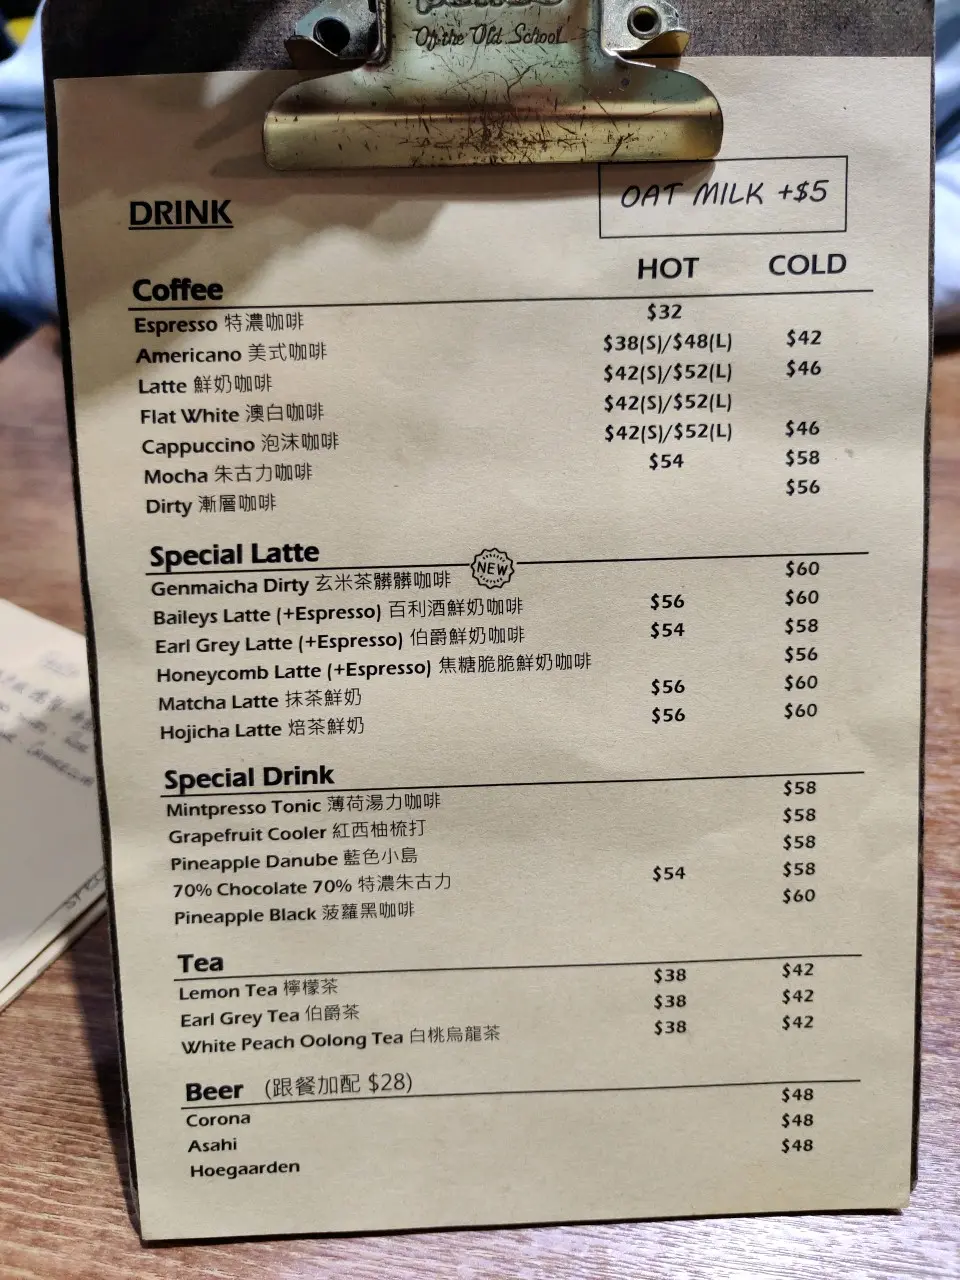 Of the Old School
OAT MILK +$5
DRINK
HOT COLD
Coffee
Espresso 特濃咖啡 $32
Americano 美式咖啡 $38(S)/$48(L) $42
Latte 鮮奶咖啡 $42(S)/$52(L) $46
Flat White 澳白咖啡 $42(S)/$52(L)
Cappuccino 泡沫咖啡 $42(S)/$52(L) $46
Mocha 朱古力咖啡 $54 $58
Dirty 漸層咖啡 $56
Special Latte
NEW
Genmaicha Dirty 玄米茶髒髒咖啡 $60
Baileys Latte (+Espresso) 百利酒鮮奶咖啡 $56 $60
Earl Grey Latte (+Espresso) 伯爵鮮奶咖啡 $54 $58
Honeycomb Latte (+Espresso) 焦糖脆脆鮮奶咖啡 $56
Matcha Latte 抹茶鮮奶 $56 $60
Hojicha Latte 焙茶鮮奶 $56 $60
Special Drink
Mintpresso Tonic 薄荷湯力咖啡 $58
Grapefruit Cooler 紅西柚梳打 $58
Pineapple Danube 藍色小島 $58
70% Chocolate 70% 特濃朱古力 $54 $58
Pineapple Black 菠蘿黑咖啡 $60
Tea
Lemon Tea 檸檬茶 $38 $42
Earl Grey Tea 伯爵茶 $38 $42
White Peach Oolong Tea 白桃烏龍茶 $38 $42
Beer (跟餐加配 $28)
Corona $48
Asahi $48
Hoegaarden $48